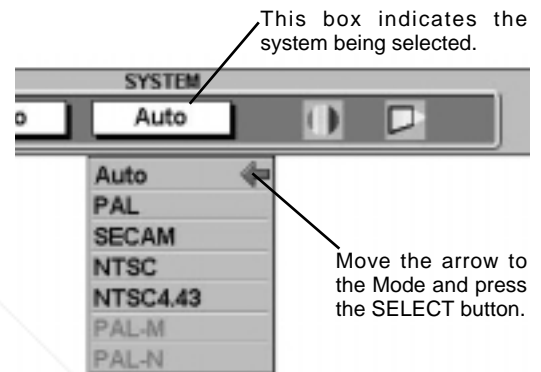 This box indicates the
system being selected.
SYSTEM
o
Auto
Auto
PAL
SECAM
NTSC
NTSC4.43
PAL-M
PAL-N
Move the arrow to
the Mode and press
the SELECT button.